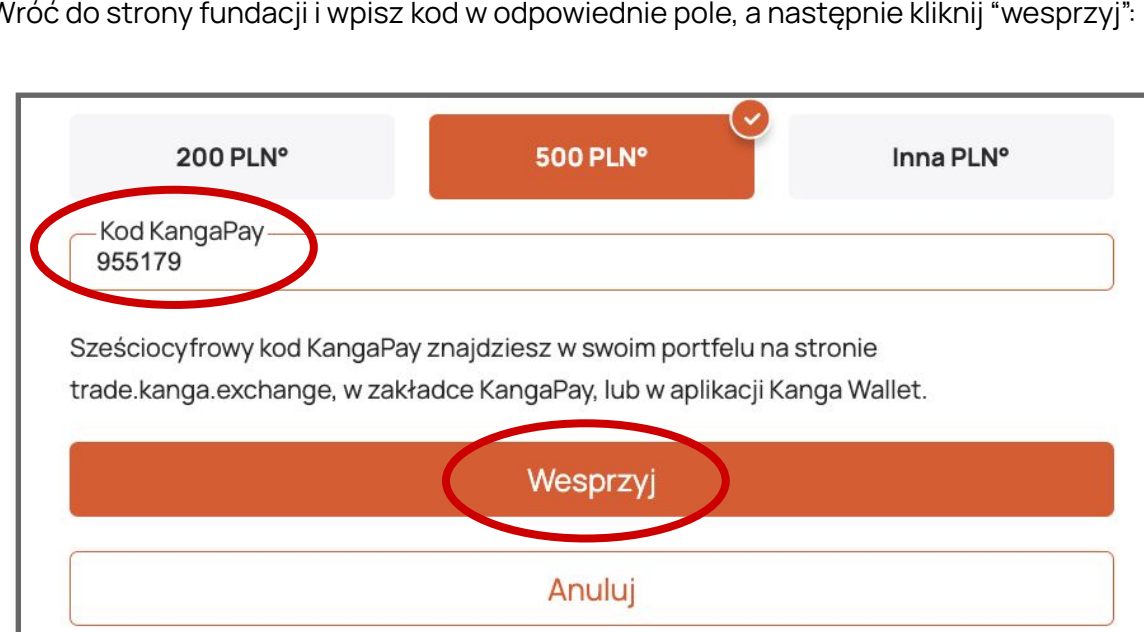 Wróć do strony fundacji i wpisz kod w odpowiednie pole, a następnie kliknij “wesprzyj”:
200 PLN°
500 PLN°
Inna PLN°
Kod KangaPay
955179
Sześciocyfrowy kod KangaPay znajdziesz w swoim portfelu na stronie
trade.kanga.exchange, w zakładce KangaPay, lub w aplikacji Kanga Wallet.
Wesprzyj
Anuluj